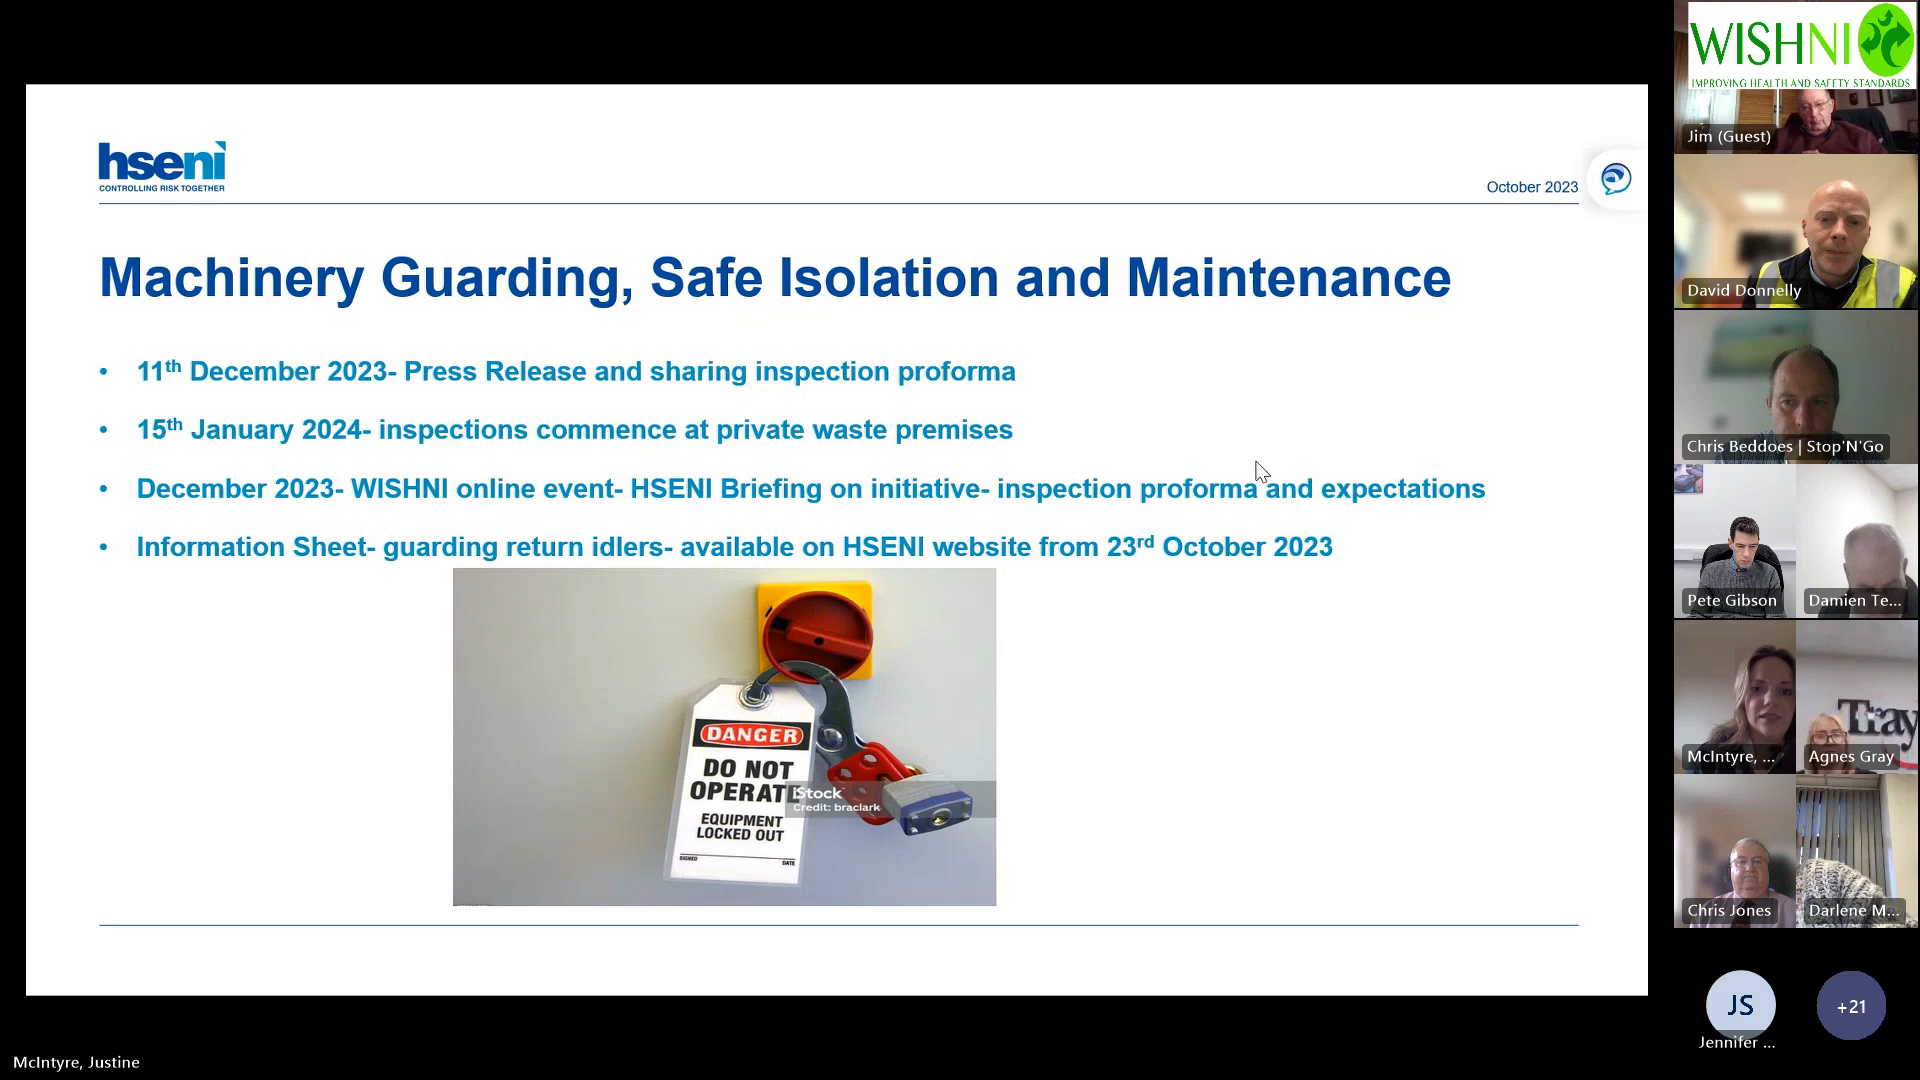 WISHNI
IMPROVING HEALTH AND SAFETY STANDARDS
Jim (Guest)
hseni
CONTROLLING RISK TOGETHER
October 2023
Machinery Guarding, Safe Isolation and Maintenance
• 11th December 2023- Press Release and sharing inspection proforma
• 15th January 2024- inspections commence at private waste premises
• December 2023- WISHNI online event- HSENI Briefing on initiative- inspection proforma and expectations
• Information Sheet- guarding return idlers- available on HSENI website from 23rd October 2023
DANGER
DO NOT
OPERATE
EQUIPMENT
LOCKED OUT
SIGNED DATE
iStock
Credit: braclark
David Donnelly
Chris Beddoes | Stop'N'Go
Pete Gibson
Damien Te...
McIntyre, ...
Tray
Agnes Gray
Chris Jones
Darlene M...
JS
Jennifer ...
+21
McIntyre, Justine